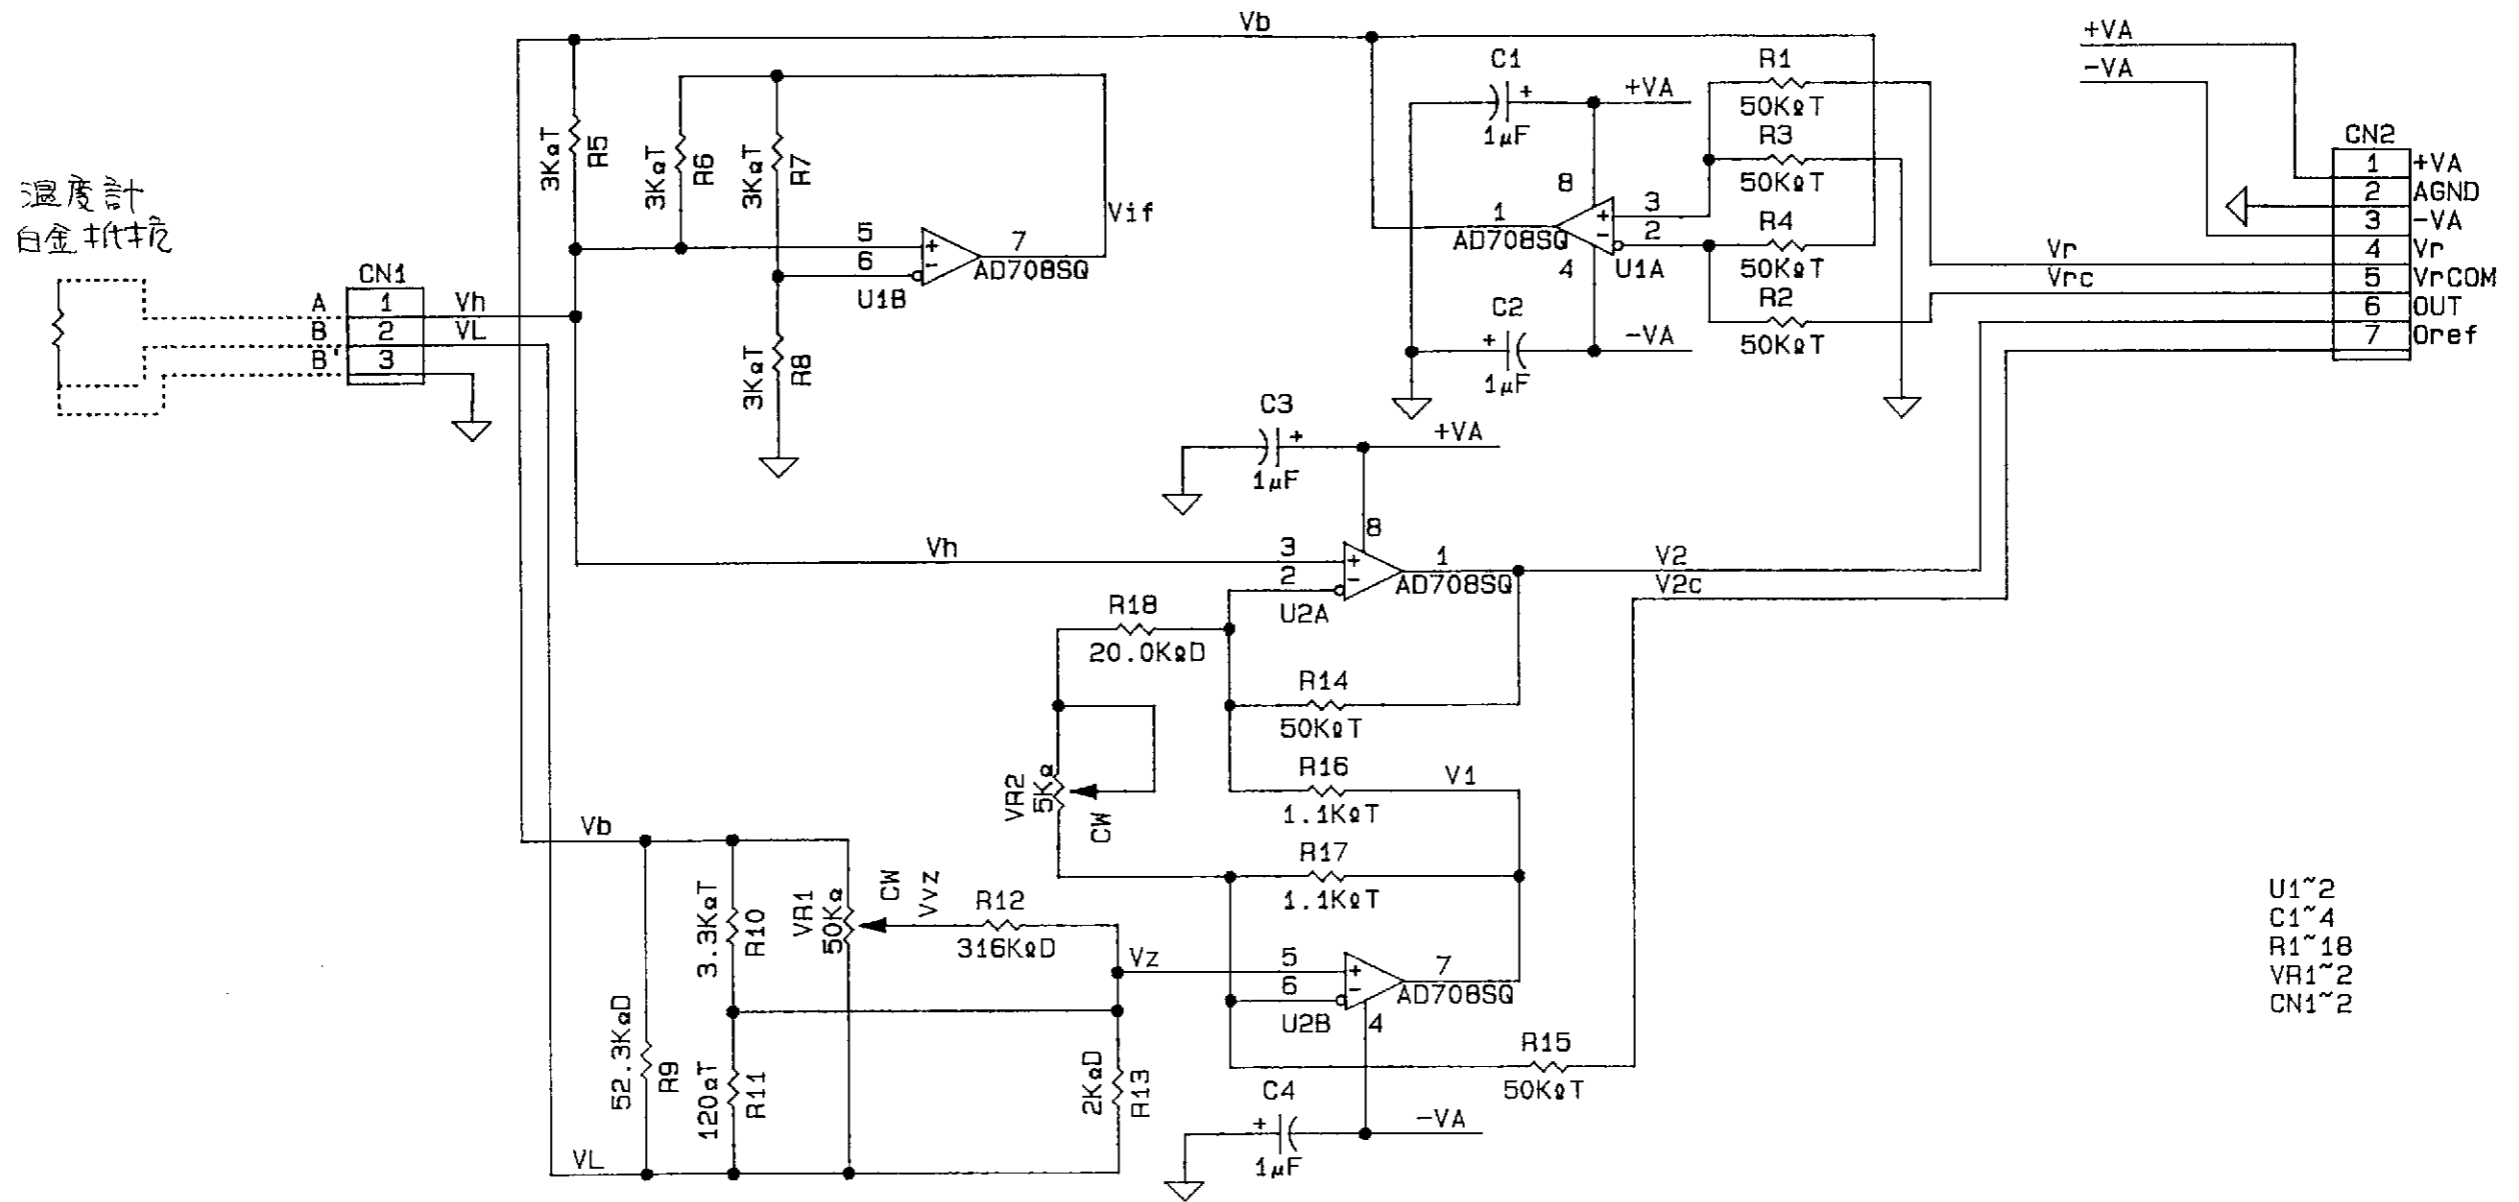 Vb
+VA
-VA
C1
+
+VA
1μF
R1
50KΩT
R3
50KΩT
CN2
1
+VA
2
AGND
3
-VA
4
Vr
5
VrCOM
6
OUT
7
Oref
3KΩT
R5
3KΩT
R6
3KΩT
R7
Vif
温度計
白金抵抗
8
3
+
2
-
1
AD708SQ
4
U1A
R4
50KΩT
R2
50KΩT
Vr
Vrc
5
+
6
-
7
AD708SQ
U1B
CN1
A
1
Vh
B
2
VL
B'
3
3KΩT
R8
C2
+
-VA
1μF
C3
+
+VA
1μF
8
Vh
3
+
2
-
1
AD708SQ
U2A
V2
V2c
R18
20.0KΩD
R14
50KΩT
R16
V1
1.1KΩT
VR2
5KΩ
CW
R17
1.1KΩT
Vb
3.3KΩT
R10
VR1
50KΩ
CW
Vvz
R12
316KΩD
Vz
5
+
6
-
7
AD708SQ
U2B
4
52.3KΩD
R9
120ΩT
R11
2KΩD
R13
R15
50KΩT
C4
+
-VA
1μF
VL
U1~2
C1~4
R1~18
VR1~2
CN1~2